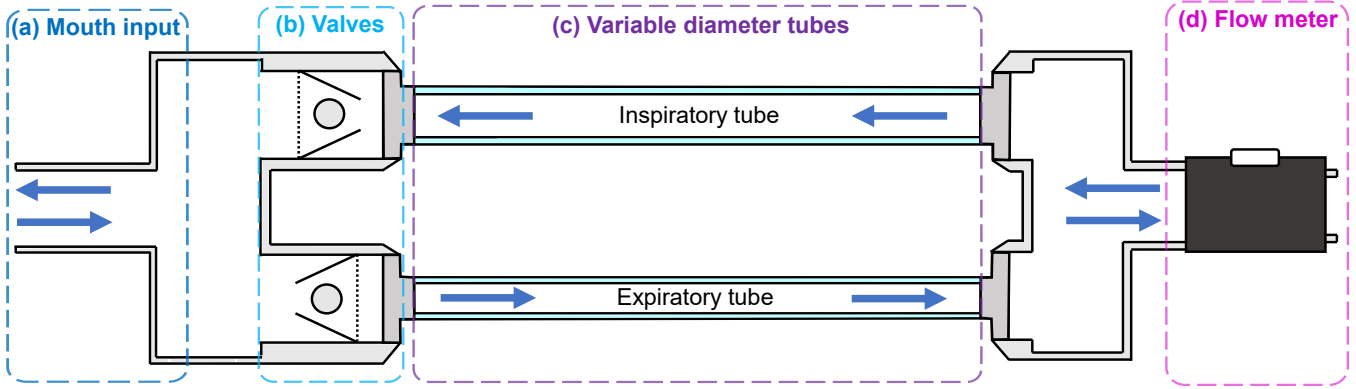 (a) Mouth input
(b) Valves
(c) Variable diameter tubes
(d) Flow meter
Inspiratory tube
Expiratory tube